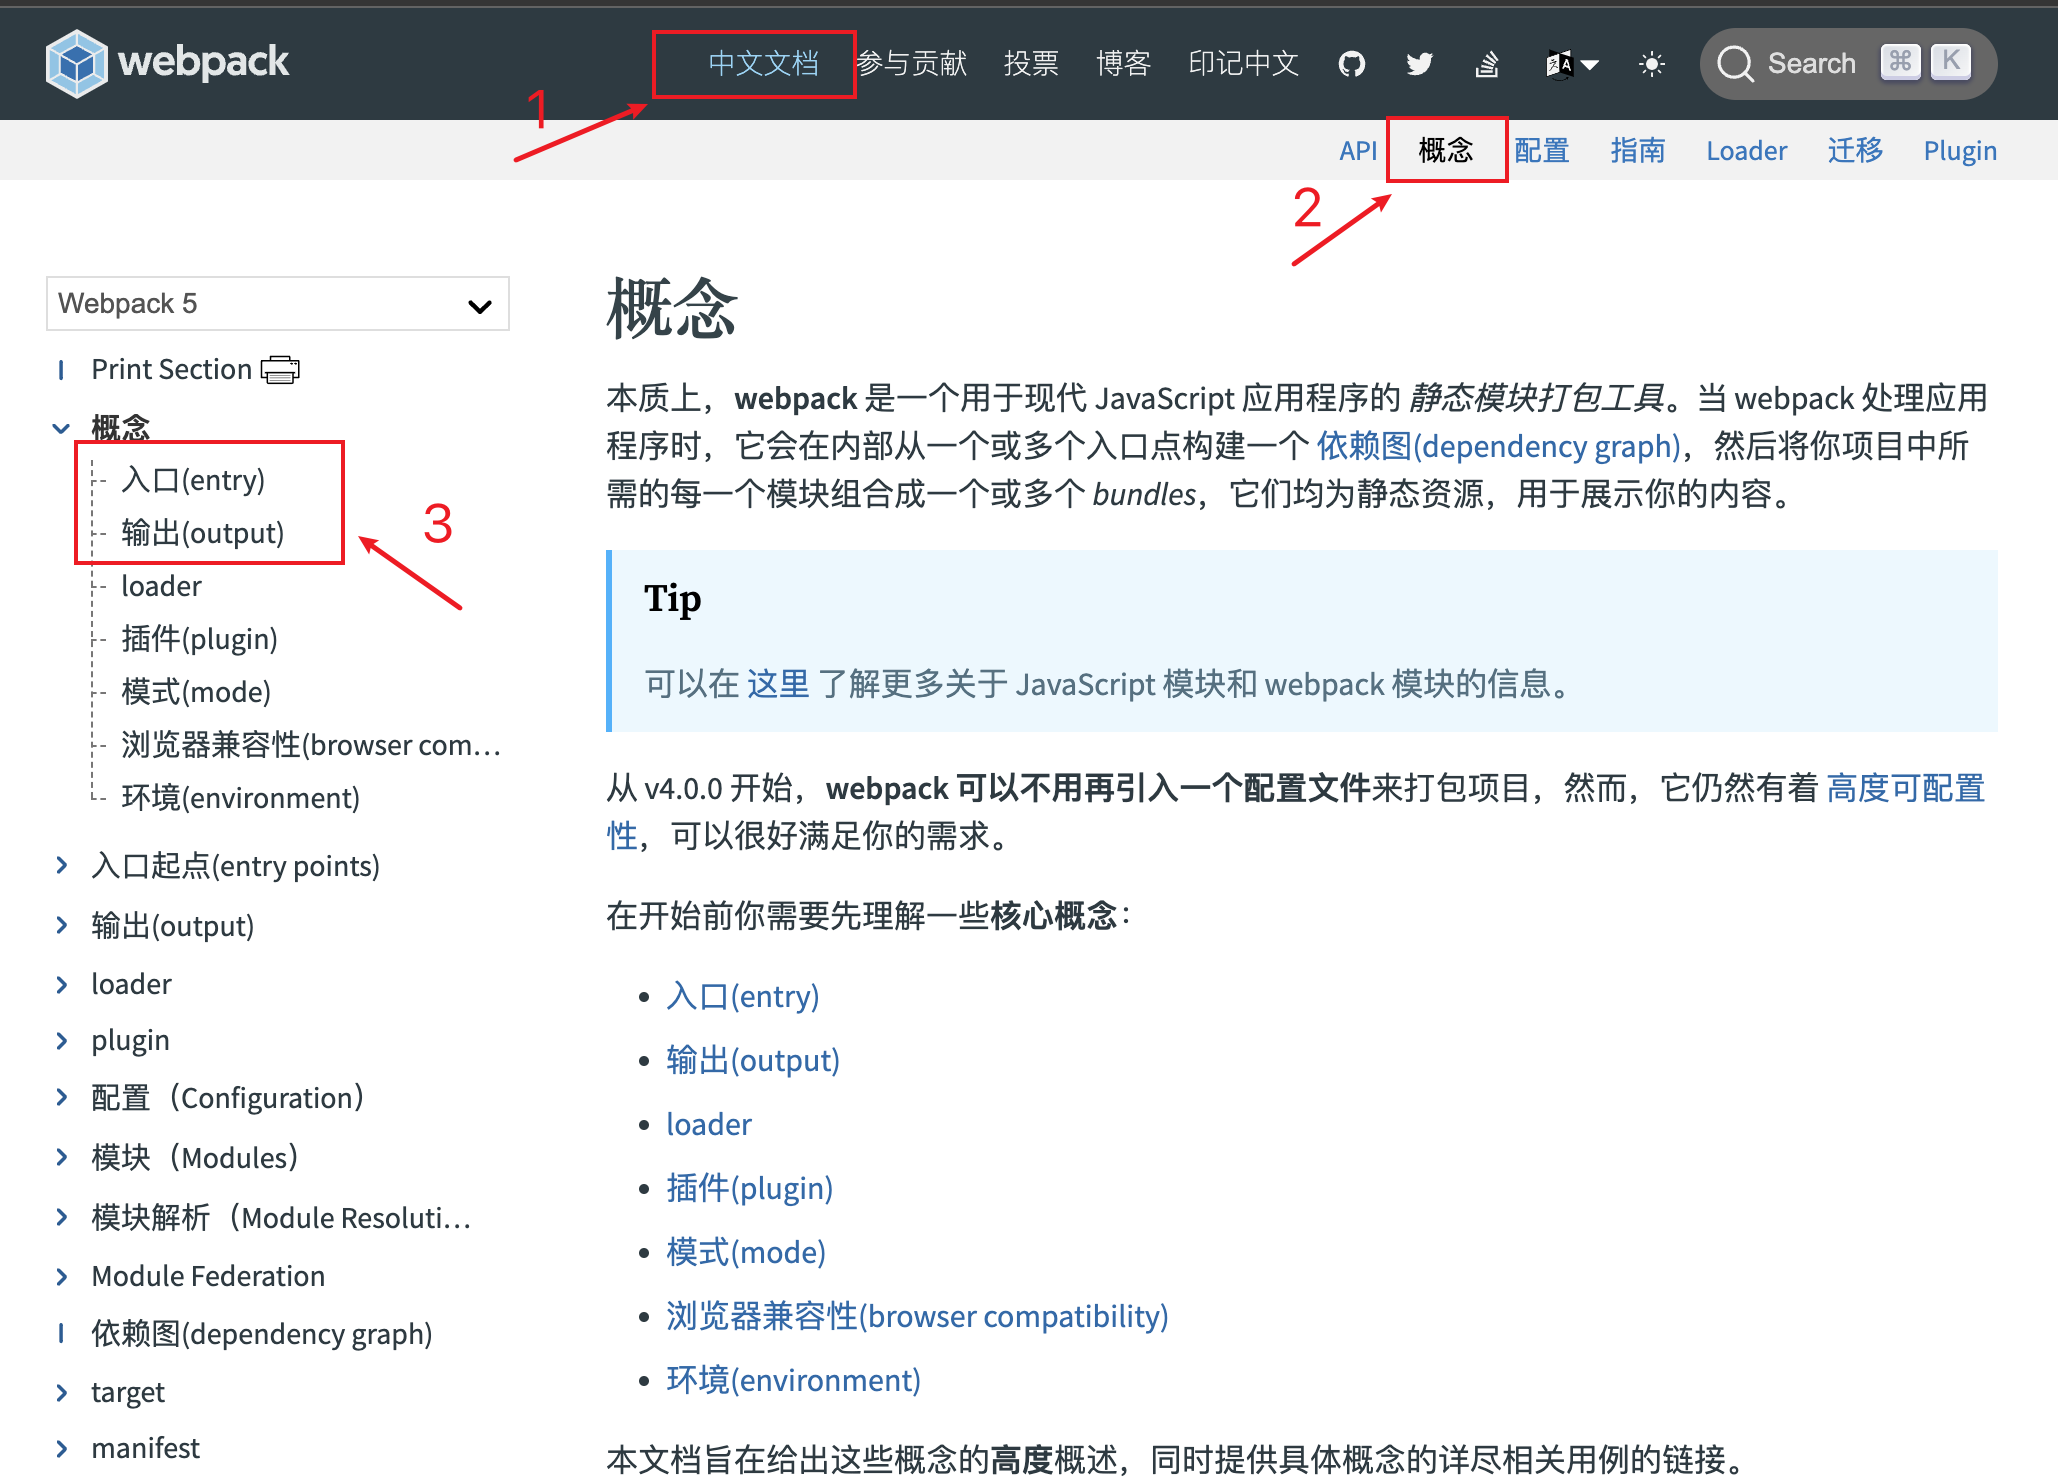 webpack
中文文档 参与贡献 投票 博客 印记中文 文A Search ⌘ K
1
API 概念 配置 指南 Loader 迁移 Plugin
2
Webpack 5
Print Section
概念
入口(entry)
输出(output)
3
loader
插件(plugin)
模式(mode)
浏览器兼容性(browser com…
环境(environment)
入口起点(entry points)
输出(output)
loader
plugin
配置（Configuration）
模块（Modules）
模块解析（Module Resoluti…
Module Federation
依赖图(dependency graph)
target
manifest
概念
本质上，webpack 是一个用于现代 JavaScript 应用程序的 静态模块打包工具。当 webpack 处理应用
程序时，它会在内部从一个或多个入口点构建一个 依赖图(dependency graph)，然后将你项目中所
需的每一个模块组合成一个或多个 bundles，它们均为静态资源，用于展示你的内容。
Tip
可以在 这里 了解更多关于 JavaScript 模块和 webpack 模块的信息。
从 v4.0.0 开始，webpack 可以不用再引入一个配置文件来打包项目，然而，它仍然有着 高度可配置
性，可以很好满足你的需求。
在开始前你需要先理解一些核心概念：
• 入口(entry)
• 输出(output)
• loader
• 插件(plugin)
• 模式(mode)
• 浏览器兼容性(browser compatibility)
• 环境(environment)
本文档旨在给出这些概念的高度概述，同时提供具体概念的详尽相关用例的链接。